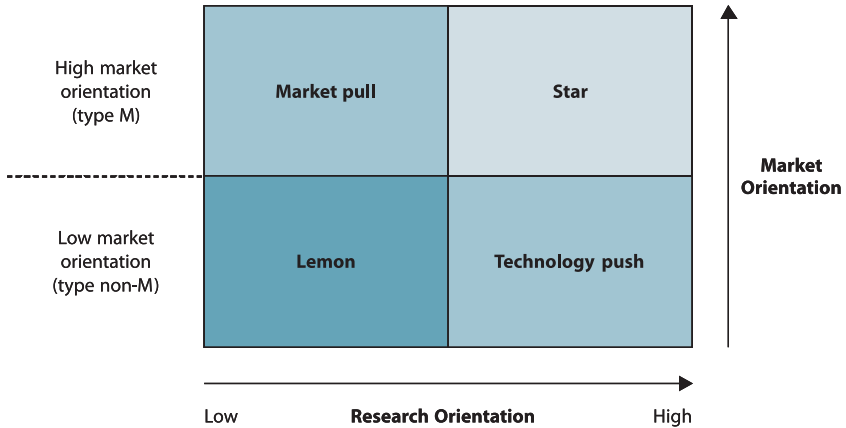 High market
orientation
(type M)
Market pull
Star
Market
Orientation
Low market
orientation
(type non-M)
Lemon
Technology push
Low
Research Orientation
High